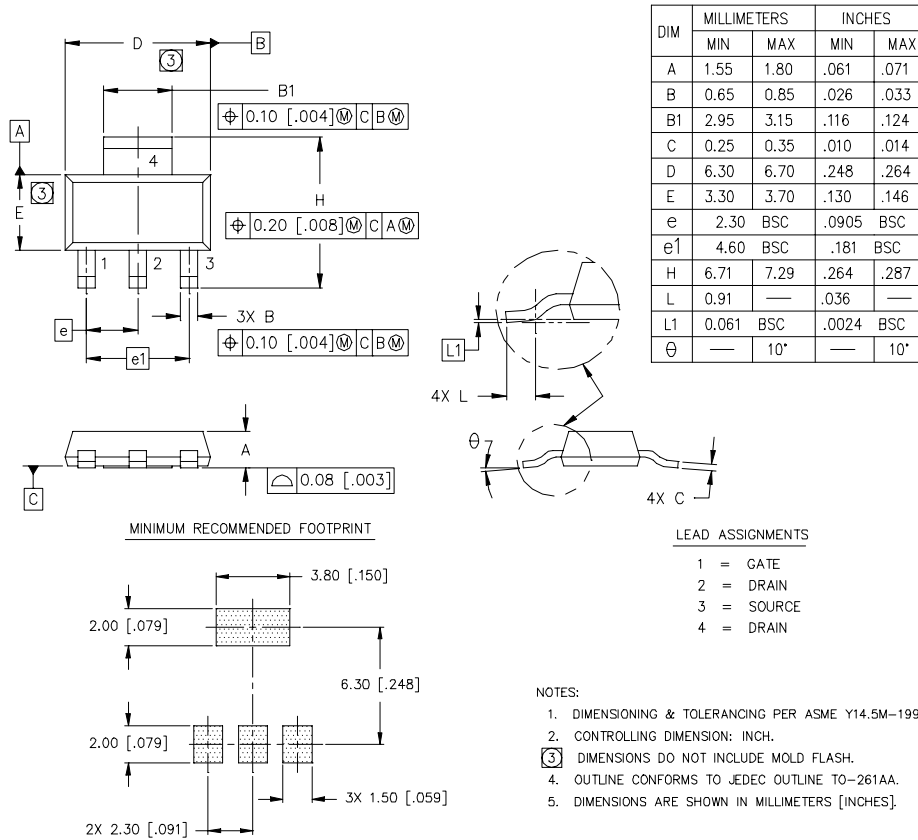 D
B
③
B1
⌖ 0.10 [.004]Ⓜ C BⓂ
A
4
③
E
H
⌖ 0.20 [.008]Ⓜ C AⓂ
1 2 3
e
3X B
e1
⌖ 0.10 [.004]Ⓜ C BⓂ
DIM MILLIMETERS INCHES
MIN MAX MIN MAX
A 1.55 1.80 .061 .071
B 0.65 0.85 .026 .033
B1 2.95 3.15 .116 .124
C 0.25 0.35 .010 .014
D 6.30 6.70 .248 .264
E 3.30 3.70 .130 .146
e 2.30 BSC .0905 BSC
e1 4.60 BSC .181 BSC
H 6.71 7.29 .264 .287
L 0.91 — .036 —
L1 0.061 BSC .0024 BSC
θ — 10° — 10°
L1
4X L
A
C
⌓ 0.08 [.003]
θ
4X C
MINIMUM RECOMMENDED FOOTPRINT
3.80 [.150]
2.00 [.079]
6.30 [.248]
2.00 [.079]
3X 1.50 [.059]
2X 2.30 [.091]
LEAD ASSIGNMENTS
1 = GATE
2 = DRAIN
3 = SOURCE
4 = DRAIN
NOTES:
1. DIMENSIONING & TOLERANCING PER ASME Y14.5M–199
2. CONTROLLING DIMENSION: INCH.
③ DIMENSIONS DO NOT INCLUDE MOLD FLASH.
4. OUTLINE CONFORMS TO JEDEC OUTLINE TO–261AA.
5. DIMENSIONS ARE SHOWN IN MILLIMETERS [INCHES].